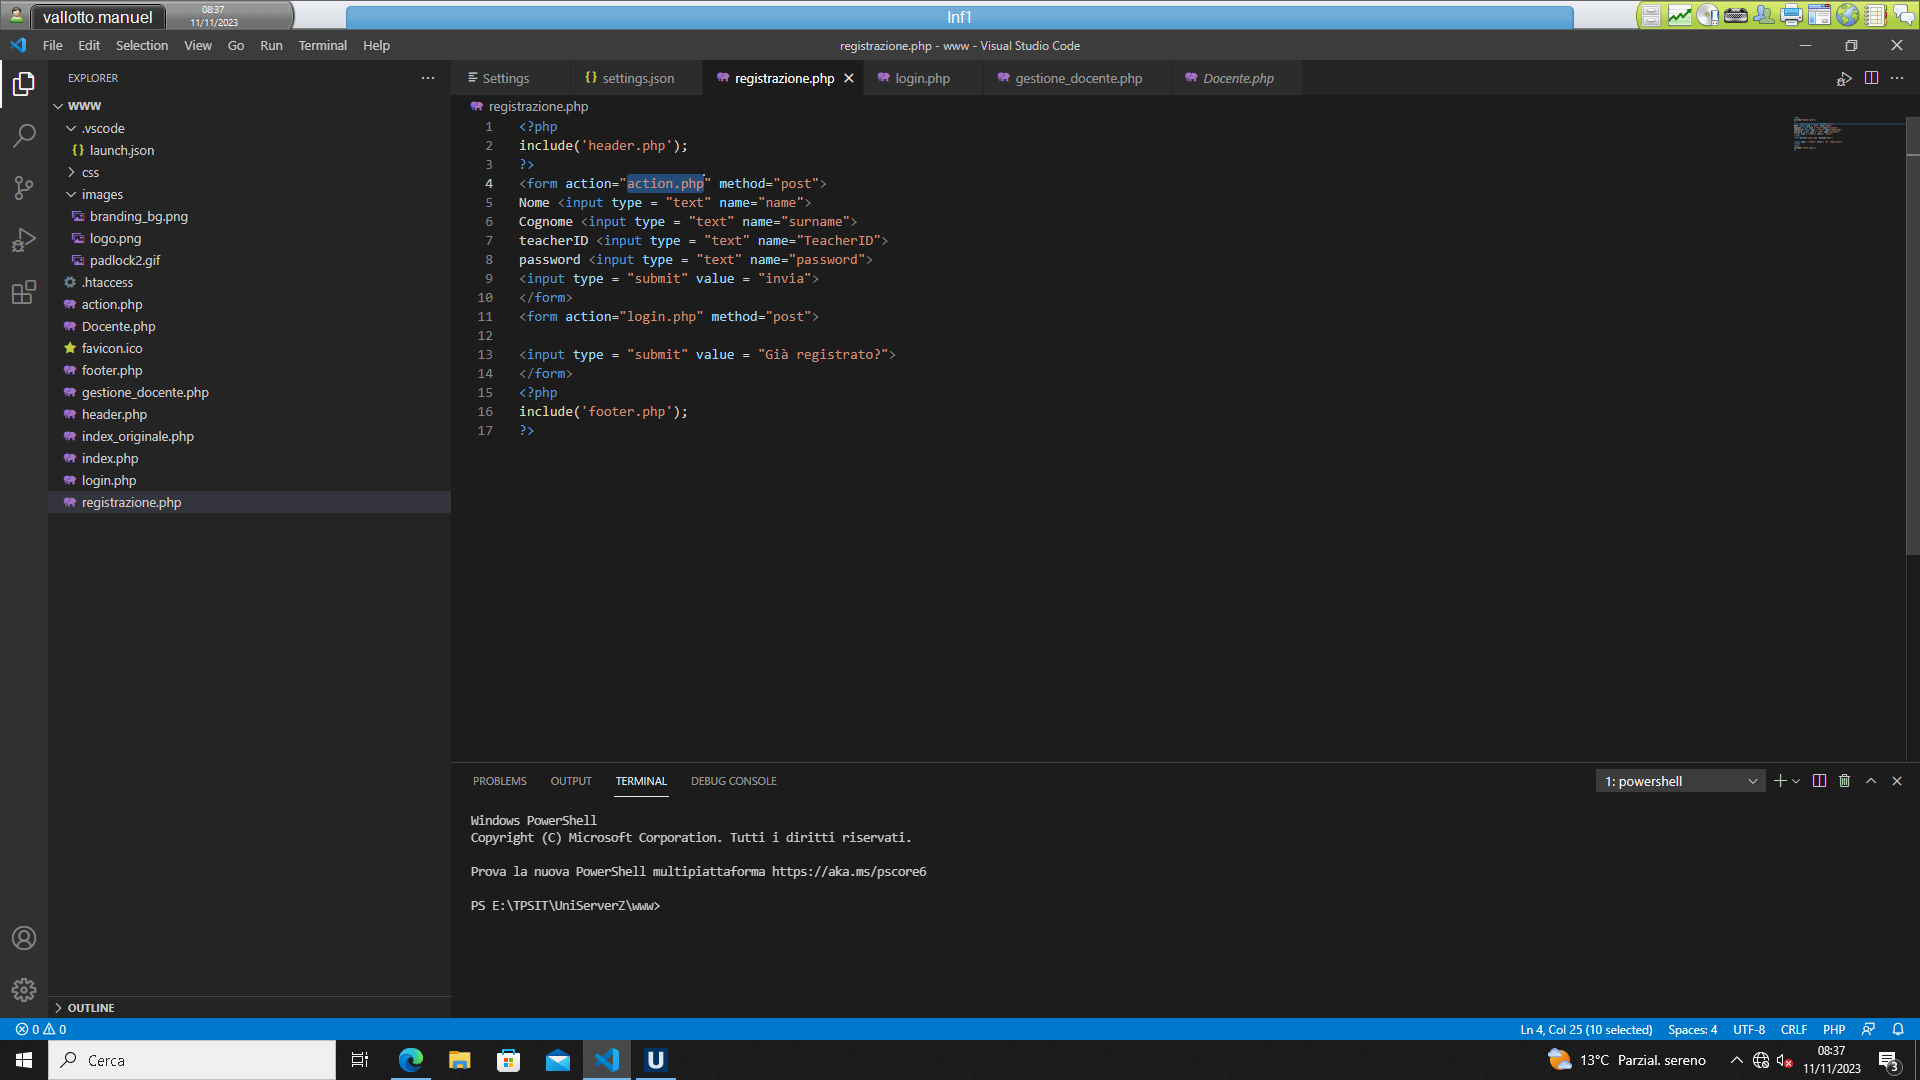 vallotto.manuel
08:37
11/11/2023
Inf1
File Edit Selection View Go Run Terminal Help
registrazione.php - www - Visual Studio Code
EXPLORER
Settings
settings.json
registrazione.php
login.php
gestione_docente.php
Docente.php
WWW
.vscode
launch.json
css
images
branding_bg.png
logo.png
padlock2.gif
.htaccess
action.php
Docente.php
favicon.ico
footer.php
gestione_docente.php
header.php
index_originale.php
index.php
login.php
registrazione.php
OUTLINE
registrazione.php
1 <?php
2 include('header.php');
3 ?>
4 <form action="action.php" method="post">
5 Nome <input type = "text" name="name">
6 Cognome <input type = "text" name="surname">
7 teacherID <input type = "text" name="TeacherID">
8 password <input type = "text" name="password">
9 <input type = "submit" value = "invia">
10 </form>
11 <form action="login.php" method="post">
12
13 <input type = "submit" value = "Già registrato?">
14 </form>
15 <?php
16 include('footer.php');
17 ?>
PROBLEMS OUTPUT TERMINAL DEBUG CONSOLE
1: powershell
Windows PowerShell
Copyright (C) Microsoft Corporation. Tutti i diritti riservati.
Prova la nuova PowerShell multipiattaforma https://aka.ms/pscore6
PS E:\TPSIT\UniServerZ\www>
0 0
Ln 4, Col 25 (10 selected) Spaces: 4 UTF-8 CRLF PHP
Cerca
U
13°C Parzial. sereno
08:37
11/11/2023
3